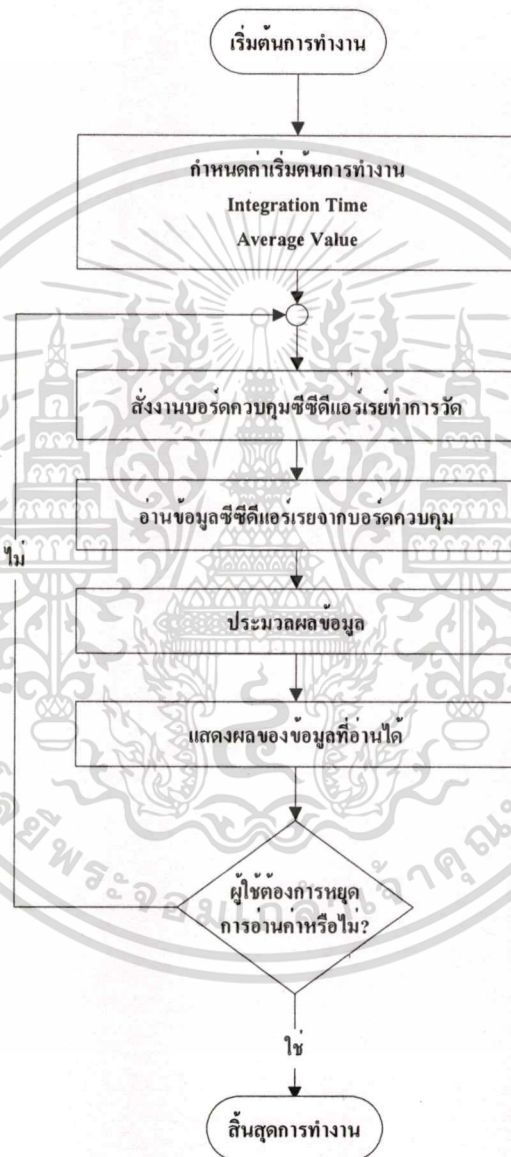 เริ่มต้นการทำงาน
กำหนดค่าเริ่มต้นการทำงาน
Integration Time
Average Value
สั่งงานบอร์ดควบคุมซีซีดีแอร์เรย์ทำการวัด
อ่านข้อมูลซีซีดีแอร์เรยจากบอร์ดควบคุม
ไม่
ประมวลผลข้อมูล
แสดงผลของข้อมูลที่อ่านได้
ผู้ใช้ต้องการหยุด
การอ่านค่าหรือไม่?
ใช่
สิ้นสุดการทำงาน